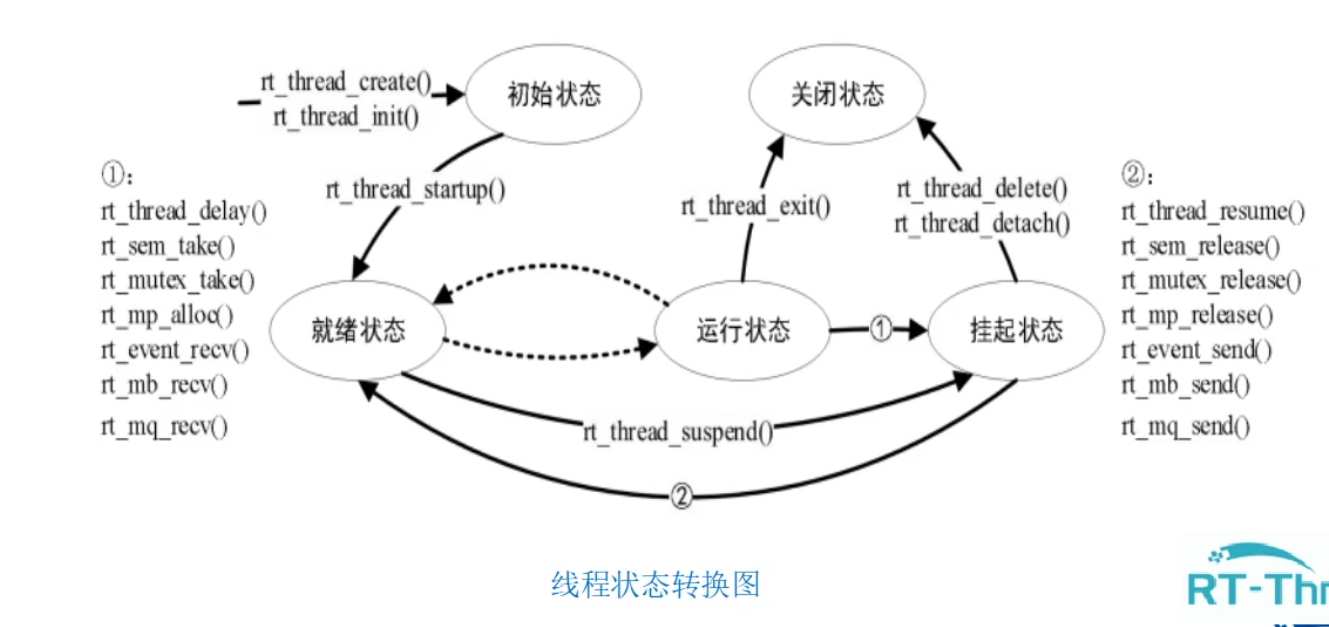 rt_thread_create()
rt_thread_init()
初始状态
关闭状态
①:
rt_thread_delay()
rt_sem_take()
rt_mutex_take()
rt_mp_alloc()
rt_event_recv()
rt_mb_recv()
rt_mq_recv()
rt_thread_startup()
rt_thread_exit()
rt_thread_delete()
rt_thread_detach()
②:
rt_thread_resume()
rt_sem_release()
rt_mutex_release()
rt_mp_release()
rt_event_send()
rt_mb_send()
rt_mq_send()
就绪状态
运行状态
①
挂起状态
rt_thread_suspend()
②
线程状态转换图
RT-Thr